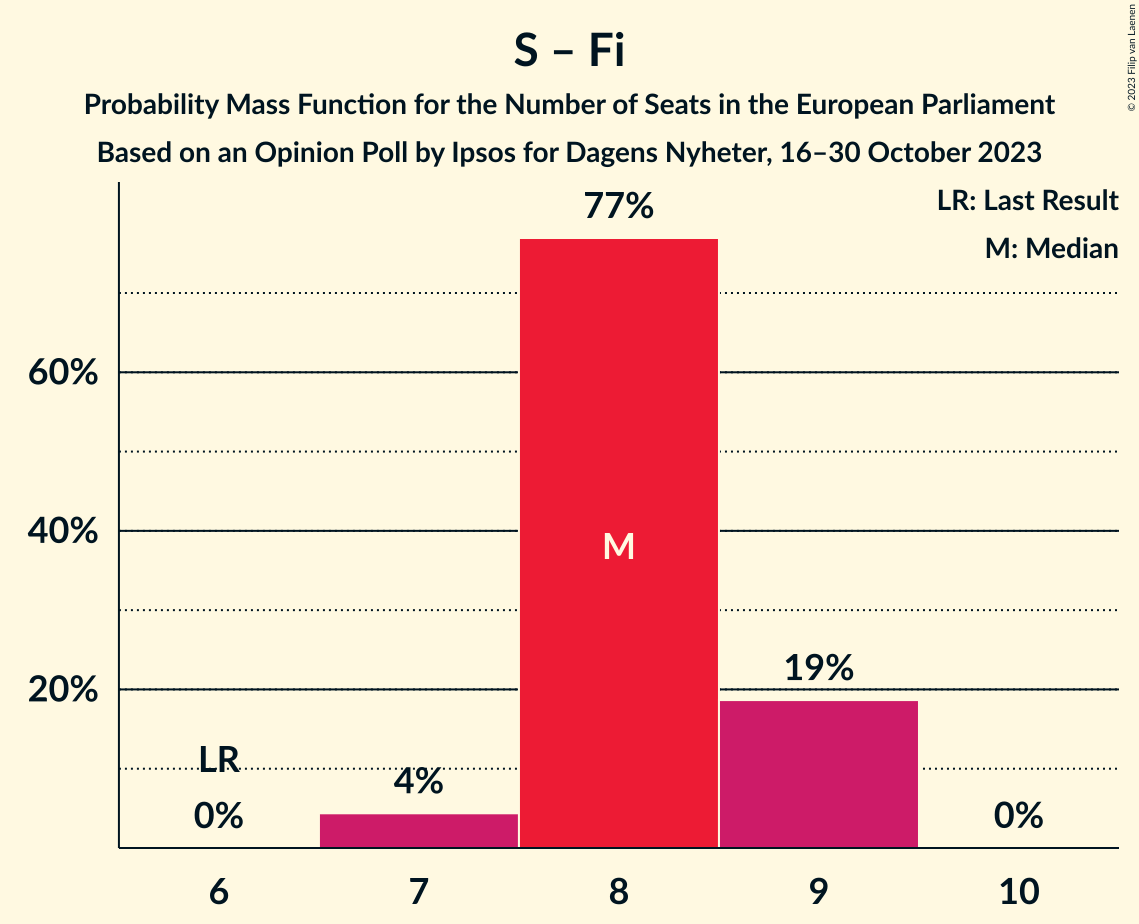 S – Fi
Probability Mass Function for the Number of Seats in the European Parliament
Based on an Opinion Poll by Ipsos for Dagens Nyheter, 16–30 October 2023
© 2023 Filip van Laenen
LR: Last Result
M: Median
77%
60%
40%
20%
M
19%
LR
4%
0%
0%
6
7
8
9
10